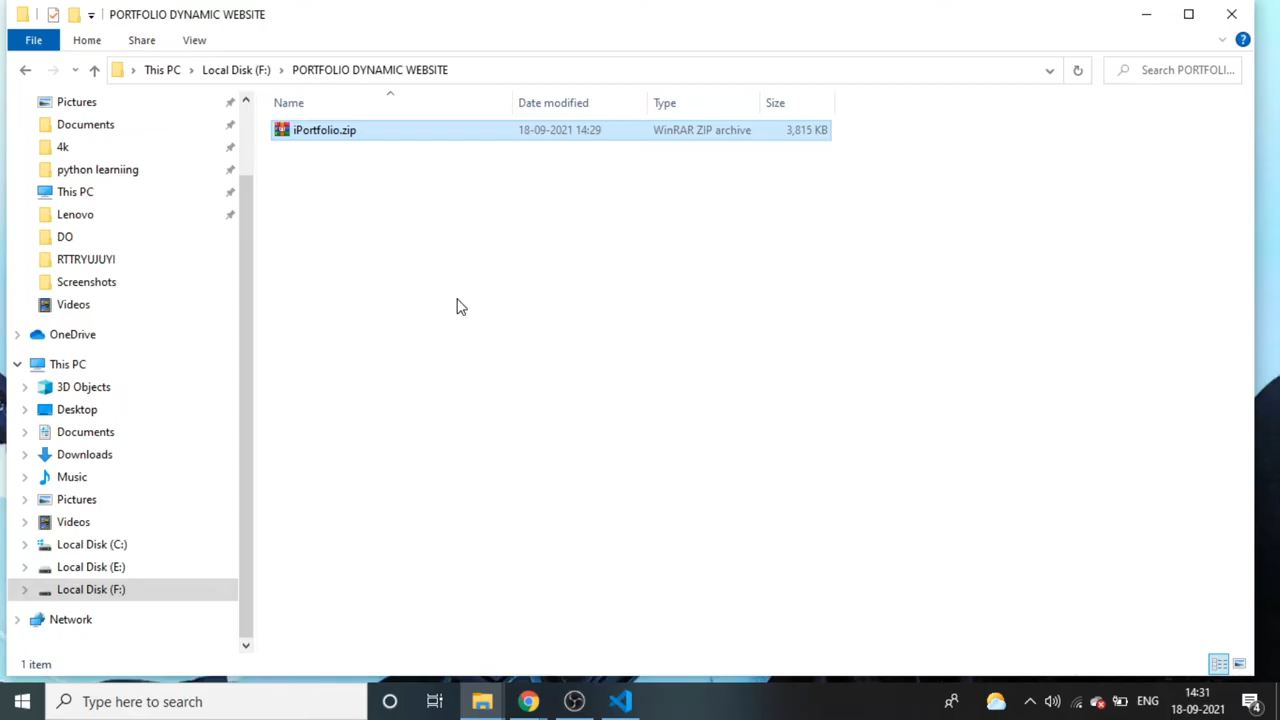 PORTFOLIO DYNAMIC WEBSITE
File Home Share View
This PC Local Disk (F:) PORTFOLIO DYNAMIC WEBSITE Search PORTFOLI...
Name Date modified Type Size
iPortfolio.zip 18-09-2021 14:29 WinRAR ZIP archive 3,815 KB
Pictures
Documents
4k
python learniing
This PC
Lenovo
DO
RTTRYUJUYI
Screenshots
Videos
OneDrive
This PC
3D Objects
Desktop
Documents
Downloads
Music
Pictures
Videos
Local Disk (C:)
Local Disk (E:)
Local Disk (F:)
Network
1 item
Type here to search
ENG
14:31
18-09-2021
4